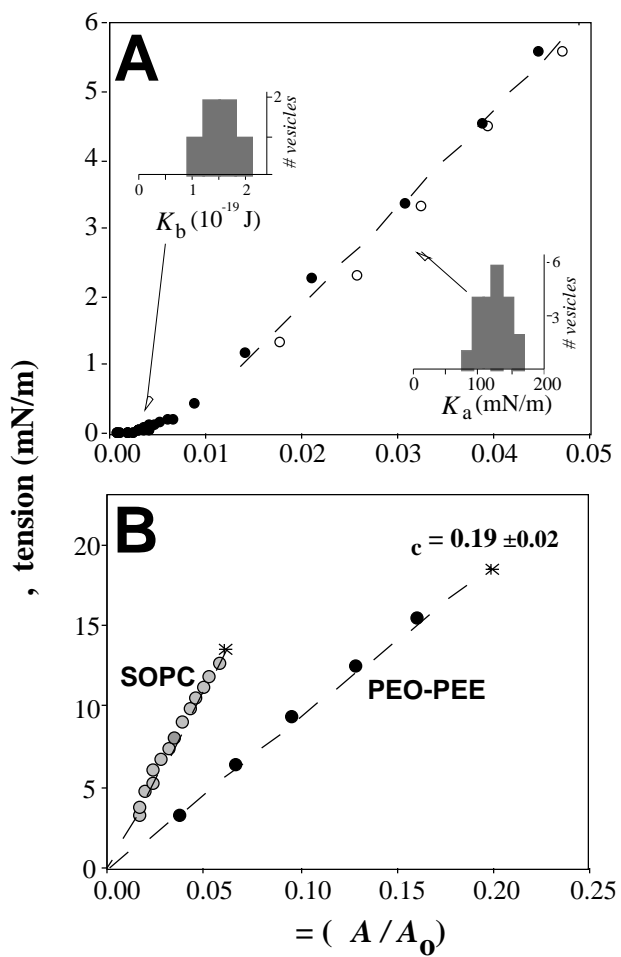 A
6
5
4
3
2
1
0
0.00 0.01 0.02 0.03 0.04 0.05
2
# vesicles
0 1 2
K_b (10^-19 J)
6
3
# vesicles
0 100 200
K_a (mN/m)
, tension (mN/m)
B
20
15
10
5
0
c = 0.19 ±0.02
SOPC
PEO-PEE
0.00 0.05 0.10 0.15 0.20 0.25
= ( A / A_o)